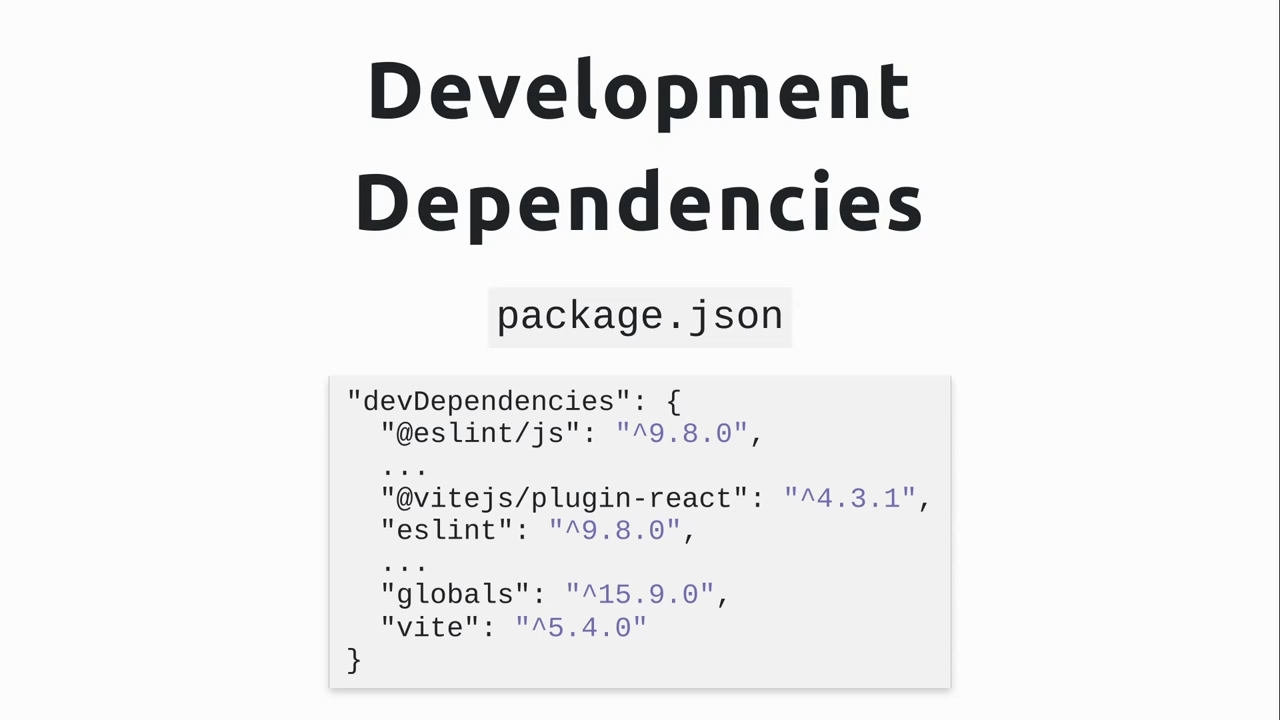 Development
Dependencies
package.json
"devDependencies": {
  "@eslint/js": "^9.8.0",
  ...
  "@vitejs/plugin-react": "^4.3.1",
  "eslint": "^9.8.0",
  ...
  "globals": "^15.9.0",
  "vite": "^5.4.0"
}